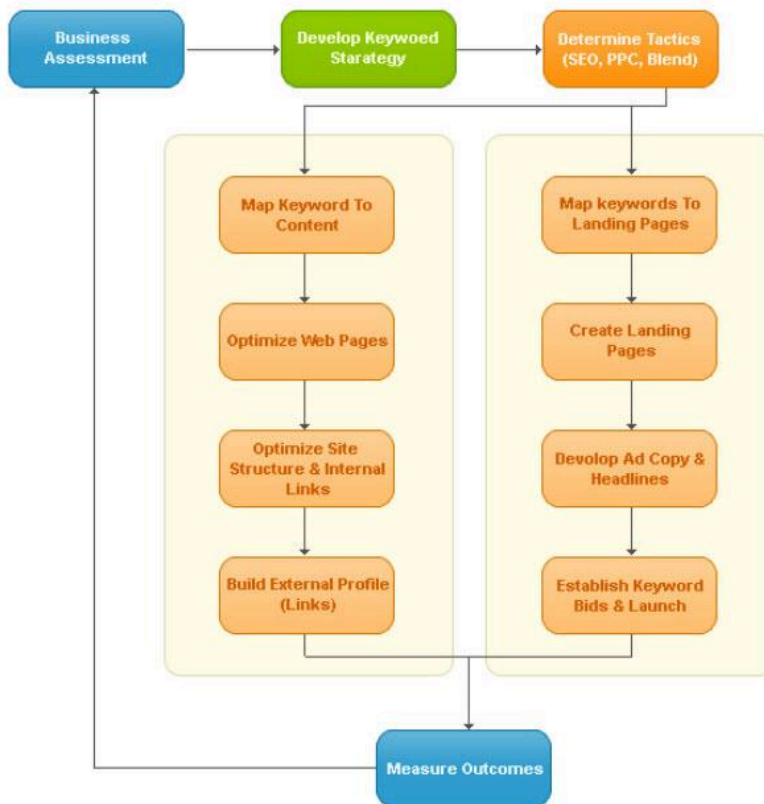 Business
Assessment
Develop Keywoed
Starategy
Determine Tactics
(SEO, PPC, Blend)
Map Keyword To
Content
Map keywords To
Landing Pages
Optimize Web Pages
Create Landing
Pages
Optimize Site
Structure & Internal
Links
Devolop Ad Copy &
Headlines
Build External Profile
(Links)
Establish Keyword
Bids & Launch
Measure Outcomes